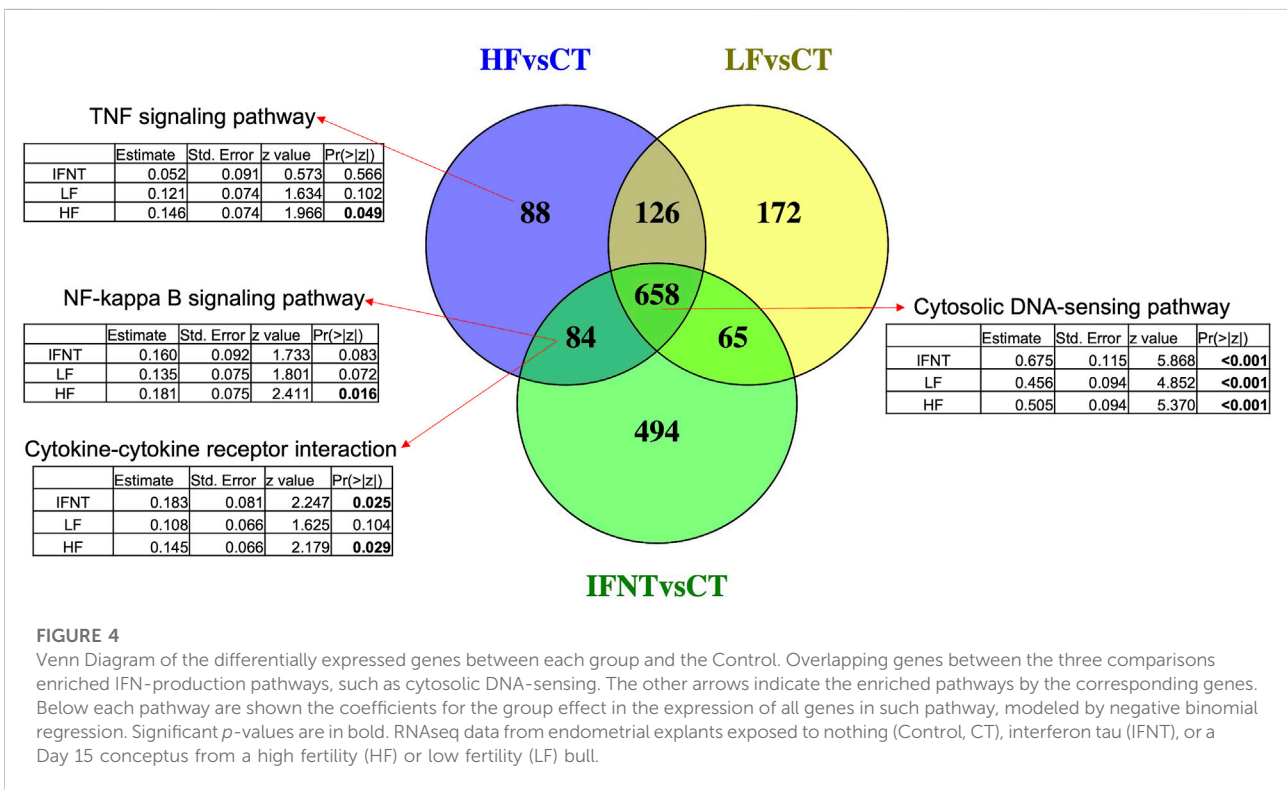 HFvsCT
LFvsCT
TNF signaling pathway
Estimate Std. Error z value Pr(>|z|)
IFNT 0.052 0.091 0.573 0.566
LF 0.121 0.074 1.634 0.102
HF 0.146 0.074 1.966 0.049
88
126
172
NF-kappa B signaling pathway
Estimate Std. Error z value Pr(>|z|)
IFNT 0.160 0.092 1.733 0.083
LF 0.135 0.075 1.801 0.072
HF 0.181 0.075 2.411 0.016
658
84
65
Cytosolic DNA-sensing pathway
Estimate Std. Error z value Pr(>|z|)
IFNT 0.675 0.115 5.868 <0.001
LF 0.456 0.094 4.852 <0.001
HF 0.505 0.094 5.370 <0.001
Cytokine-cytokine receptor interaction
Estimate Std. Error z value Pr(>|z|)
IFNT 0.183 0.081 2.247 0.025
LF 0.108 0.066 1.625 0.104
HF 0.145 0.066 2.179 0.029
494
IFNTvsCT
FIGURE 4
Venn Diagram of the differentially expressed genes between each group and the Control. Overlapping genes between the three comparisons
enriched IFN-production pathways, such as cytosolic DNA-sensing. The other arrows indicate the enriched pathways by the corresponding genes.
Below each pathway are shown the coefficients for the group effect in the expression of all genes in such pathway, modeled by negative binomial
regression. Significant p-values are in bold. RNAseq data from endometrial explants exposed to nothing (Control, CT), interferon tau (IFNT), or a
Day 15 conceptus from a high fertility (HF) or low fertility (LF) bull.